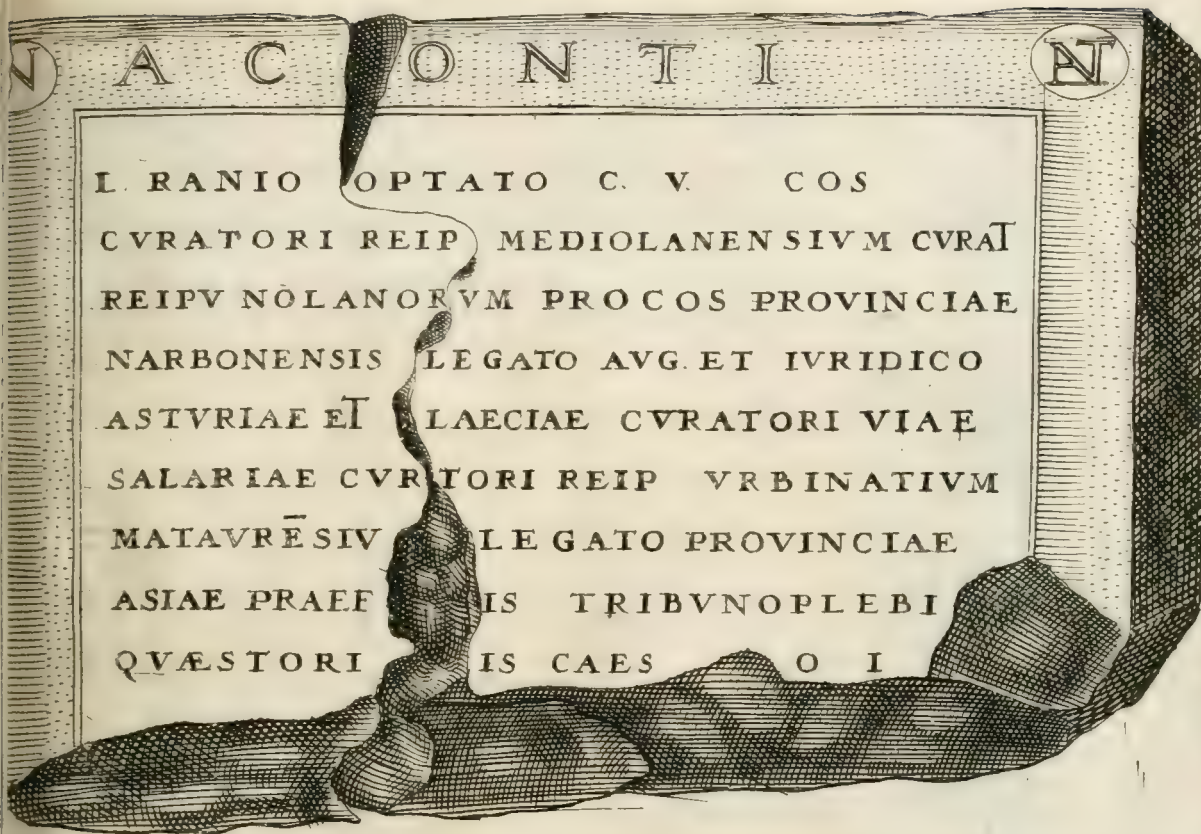 N A C O N T I ANT
L. RANIO OPTATO C. V. COS
CVRATORI REIP MEDIOLANENSIVM CVRAT
REIPV NOLANORVM PROCOS PROVINCIAE
NARBONENSIS LEGATO AVG. ET IVRIDICO
ASTVRIAE ET LAECIAE CVRATORI VIAE
SALARIAE CVR TORI REIP VRBINATIVM
MATAVRĒSIV LEGATO PROVINCIAE
ASIAE PRAEF IS TRIBVNOPLEBI
QVÆSTORI IS CAES O I